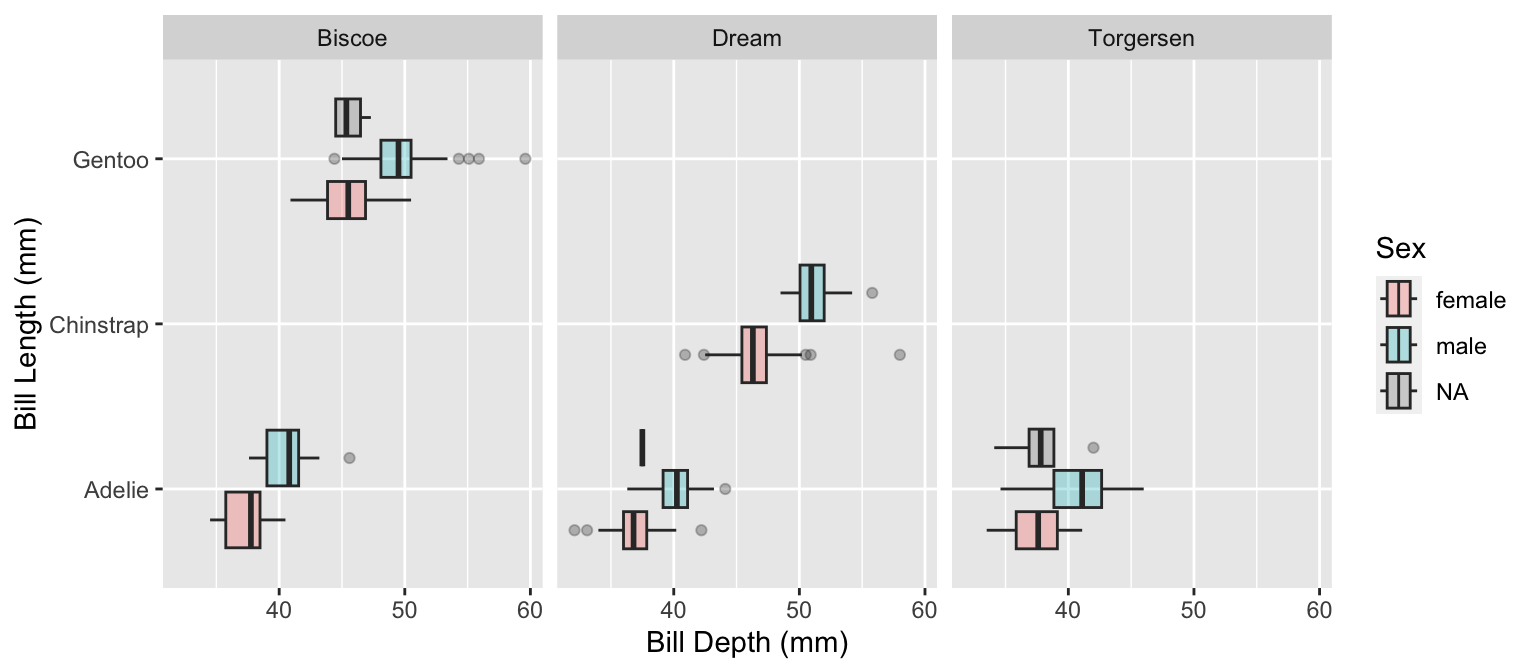 Biscoe
Dream
Torgersen
Bill Length (mm)
Gentoo
Chinstrap
Adelie
40 50 60
40 50 60
40 50 60
Bill Depth (mm)
Sex
female
male
NA